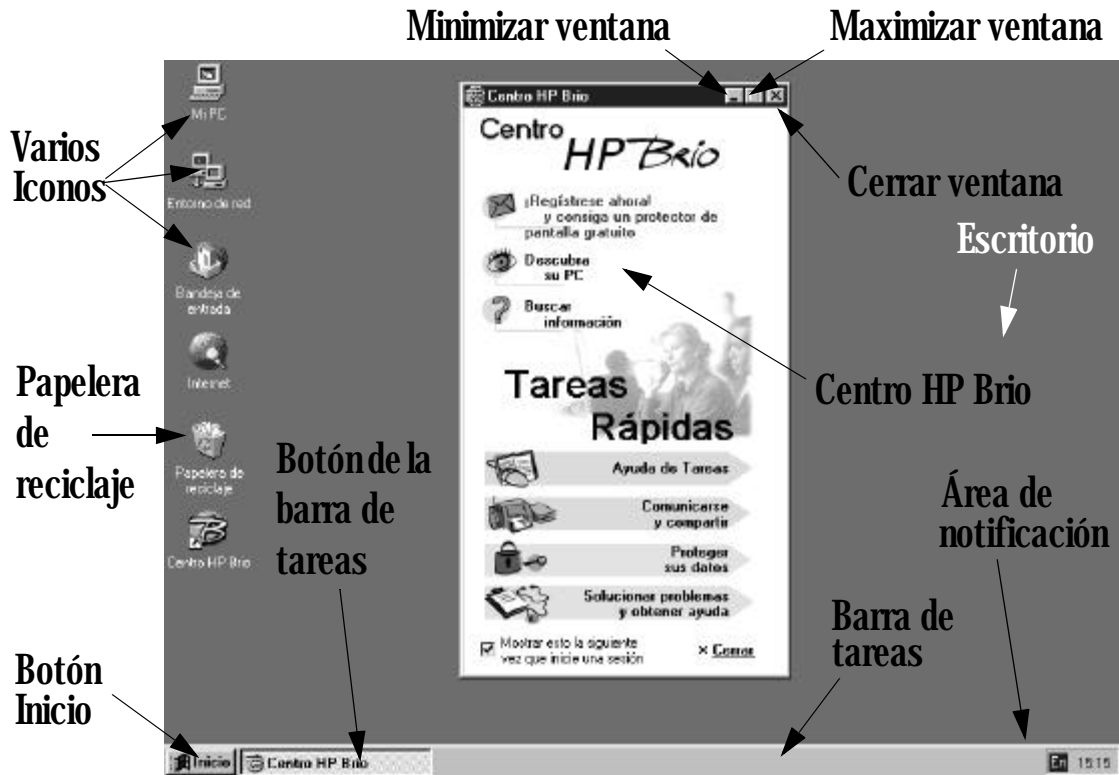 Minimizar ventana
Maximizar ventana
Mi PC
Centro HP Brio
Centro
HP Brio
Varios
Iconos
Entorno de red
¡Regístrese ahora!
y consiga un protector de
pantalla gratuito
Cerrar ventana
Escritorio
Descubra
su PC
Bandeja de
entrada
Buscar
información
Internet
Tareas
Rápidas
Centro HP Brio
Papelera
de
reciclaje
Papelera de
reciclaje
Botón de la
barra de
tareas
Ayuda de Tareas
Comunicarse
y compartir
Área de
notificación
Centro HP Brio
Proteger
sus datos
Solucionar problemas
y obtener ayuda
Barra de
tareas
Mostrar esto la siguiente
vez que inicie una sesión
× Cerrar
Botón
Inicio
Inicio
Centro HP Brio
En
15:15